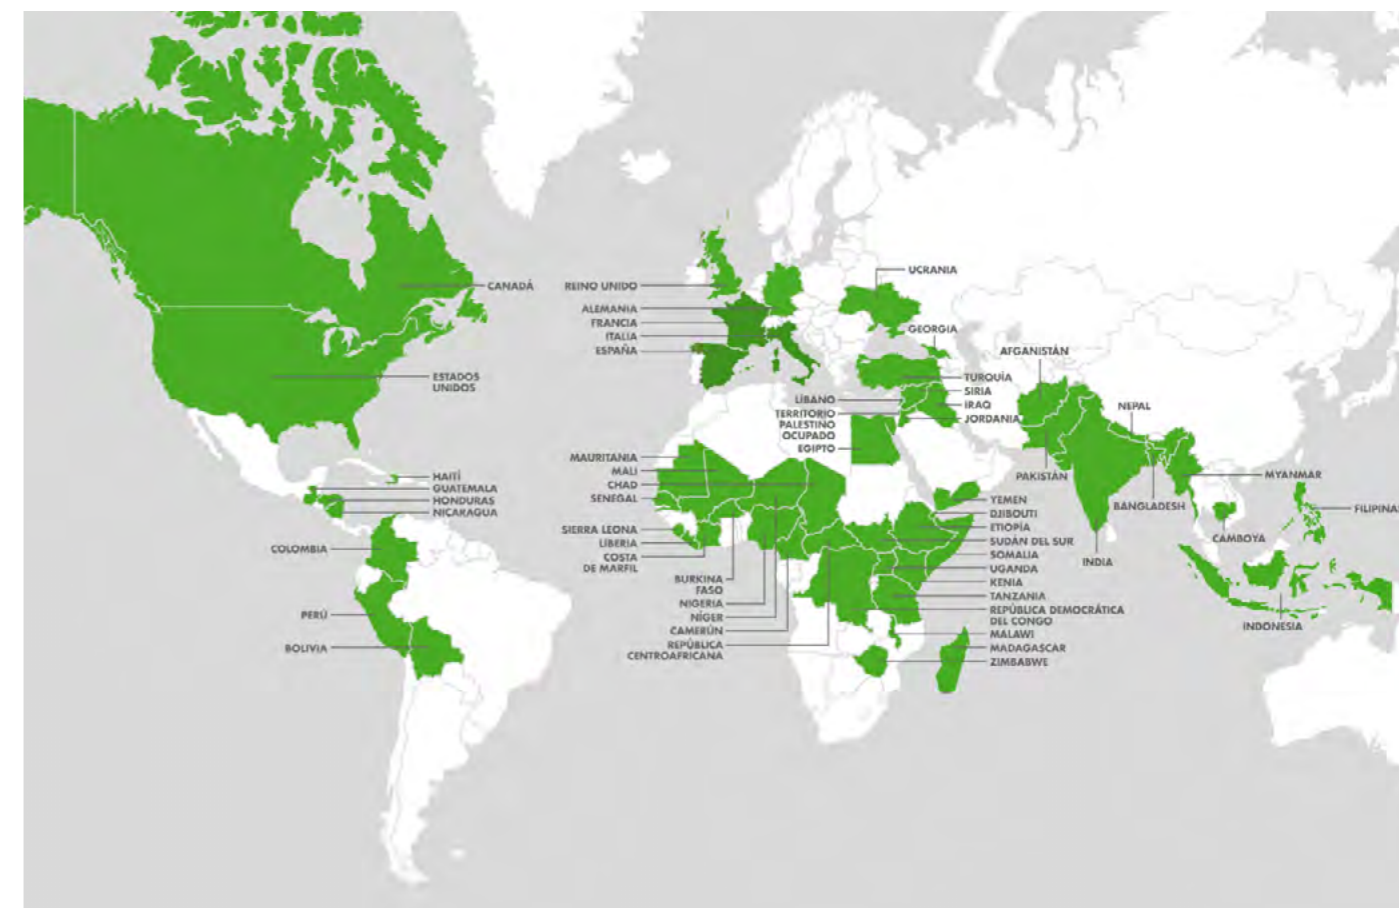 CANADÁ
ESTADOS
UNIDOS
HAITÍ
GUATEMALA
HONDURAS
NICARAGUA
COLOMBIA
PERÚ
BOLIVIA
REINO UNIDO
ALEMANIA
FRANCIA
ITALIA
ESPAÑA
UCRANIA
GEORGIA
TURQUÍA
SIRIA
IRAQ
JORDANIA
LÍBANO
TERRITORIO
PALESTINO
OCUPADO
EGIPTO
MAURITANIA
MALI
CHAD
SENEGAL
SIERRA LEONA
LIBERIA
COSTA
DE MARFIL
BURKINA
FASO
NIGERIA
NÍGER
CAMERÚN
REPÚBLICA
CENTROAFRICANA
YEMEN
DJIBOUTI
ETIOPÍA
SUDÁN DEL SUR
SOMALIA
UGANDA
KENIA
TANZANIA
REPÚBLICA DEMOCRÁTICA
DEL CONGO
MALAWI
MADAGASCAR
ZIMBABWE
AFGANISTÁN
NEPAL
PAKISTÁN
BANGLADESH
MYANMAR
INDIA
CAMBOYA
FILIPINAS
INDONESIA